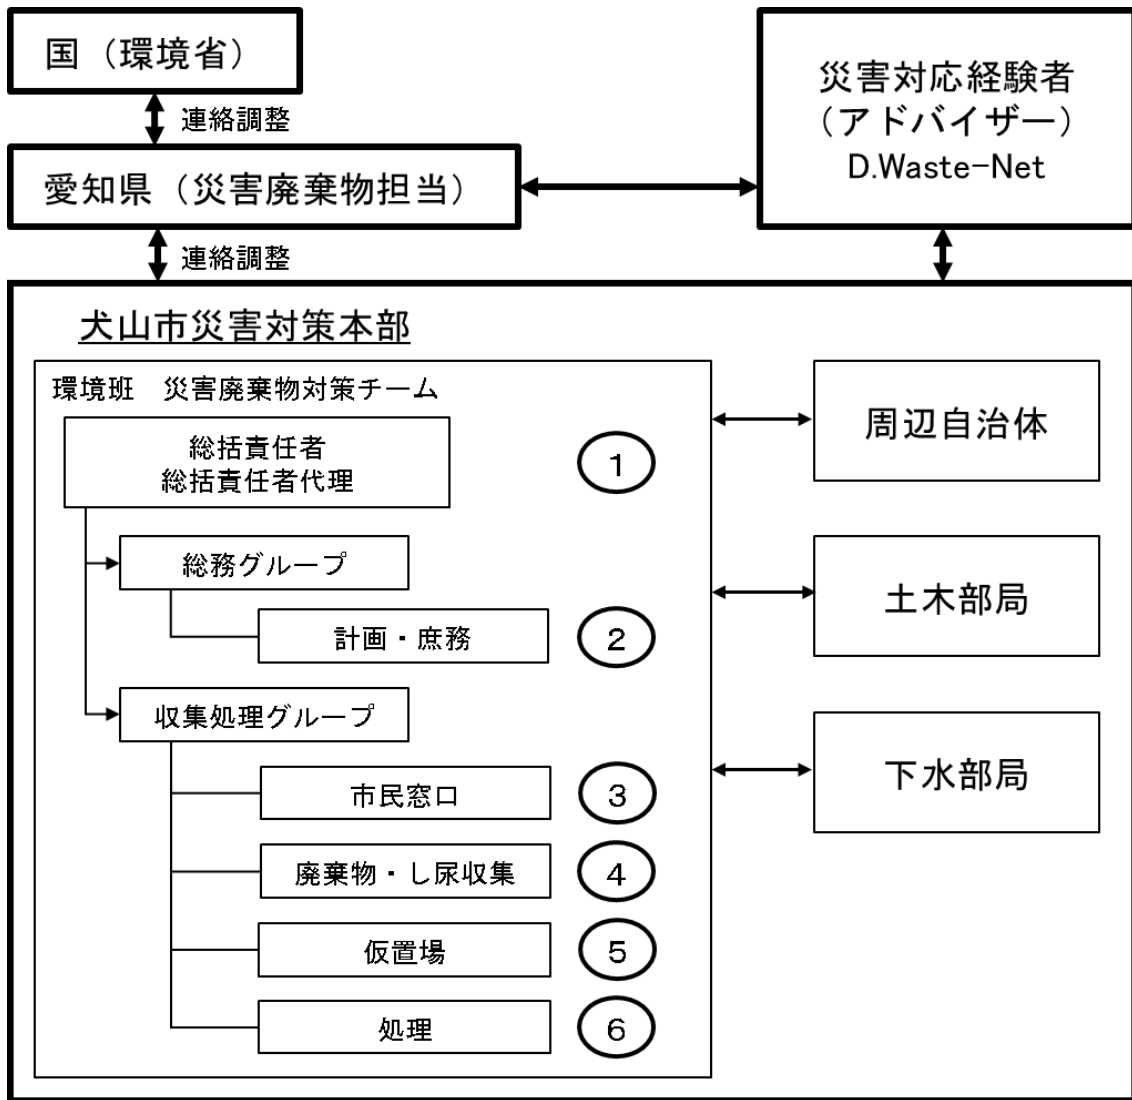 国（環境省）
連絡調整
愛知県（災害廃棄物担当）
連絡調整
災害対応経験者
（アドバイザー）
D.Waste-Net
犬山市災害対策本部
環境班　災害廃棄物対策チーム
総括責任者
総括責任者代理
1
総務グループ
計画・庶務
2
収集処理グループ
市民窓口
3
廃棄物・し尿収集
4
仮置場
5
処理
6
周辺自治体
土木部局
下水部局